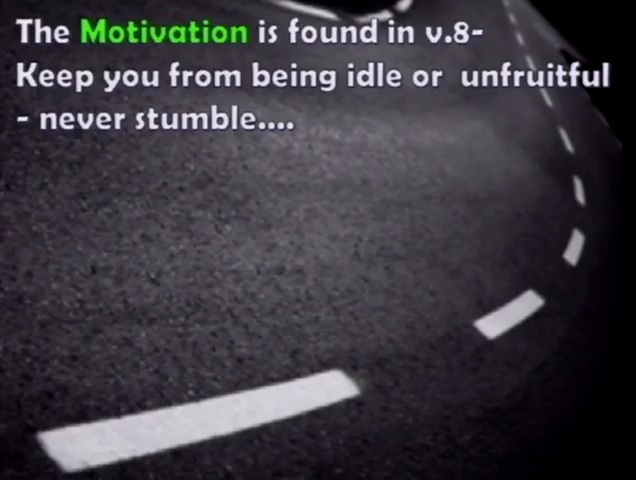 The Motivation is found in v.8-
Keep you from being idle or unfruitful
- never stumble....